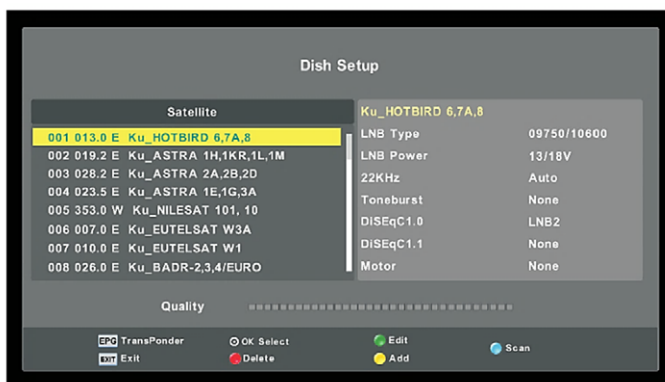 Dish Setup
Satellite
001 013.0 E Ku_HOTBIRD 6,7A,8
002 019.2 E Ku_ASTRA 1H,1KR,1L,1M
003 028.2 E Ku_ASTRA 2A,2B,2D
004 023.5 E Ku_ASTRA 1E,1G,3A
005 353.0 W Ku_NILESAT 101, 10
006 007.0 E Ku_EUTELSAT W3A
007 010.0 E Ku_EUTELSAT W1
008 026.0 E Ku_BADR-2,3,4/EURO
Ku_HOTBIRD 6,7A,8
LNB Type 09750/10600
LNB Power 13/18V
22KHz Auto
Toneburst None
DiSEqC1.0 LNB2
DiSEqC1.1 None
Motor None
Quality
EPG TransPonder OK Select Edit Scan
EXIT Exit Delete Add